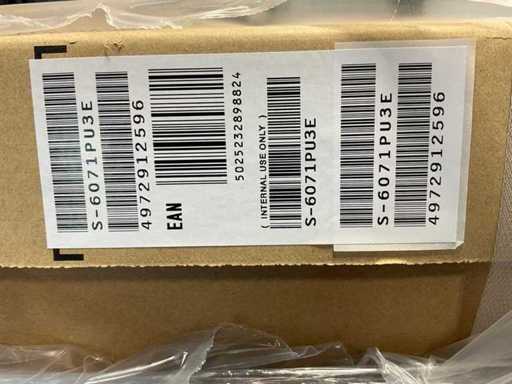 S-6071PU3E
4972912596
EAN
5025232898824
( INTERNAL USE ONLY )
S-6071PU3E
S-6071PU3E
4972912596